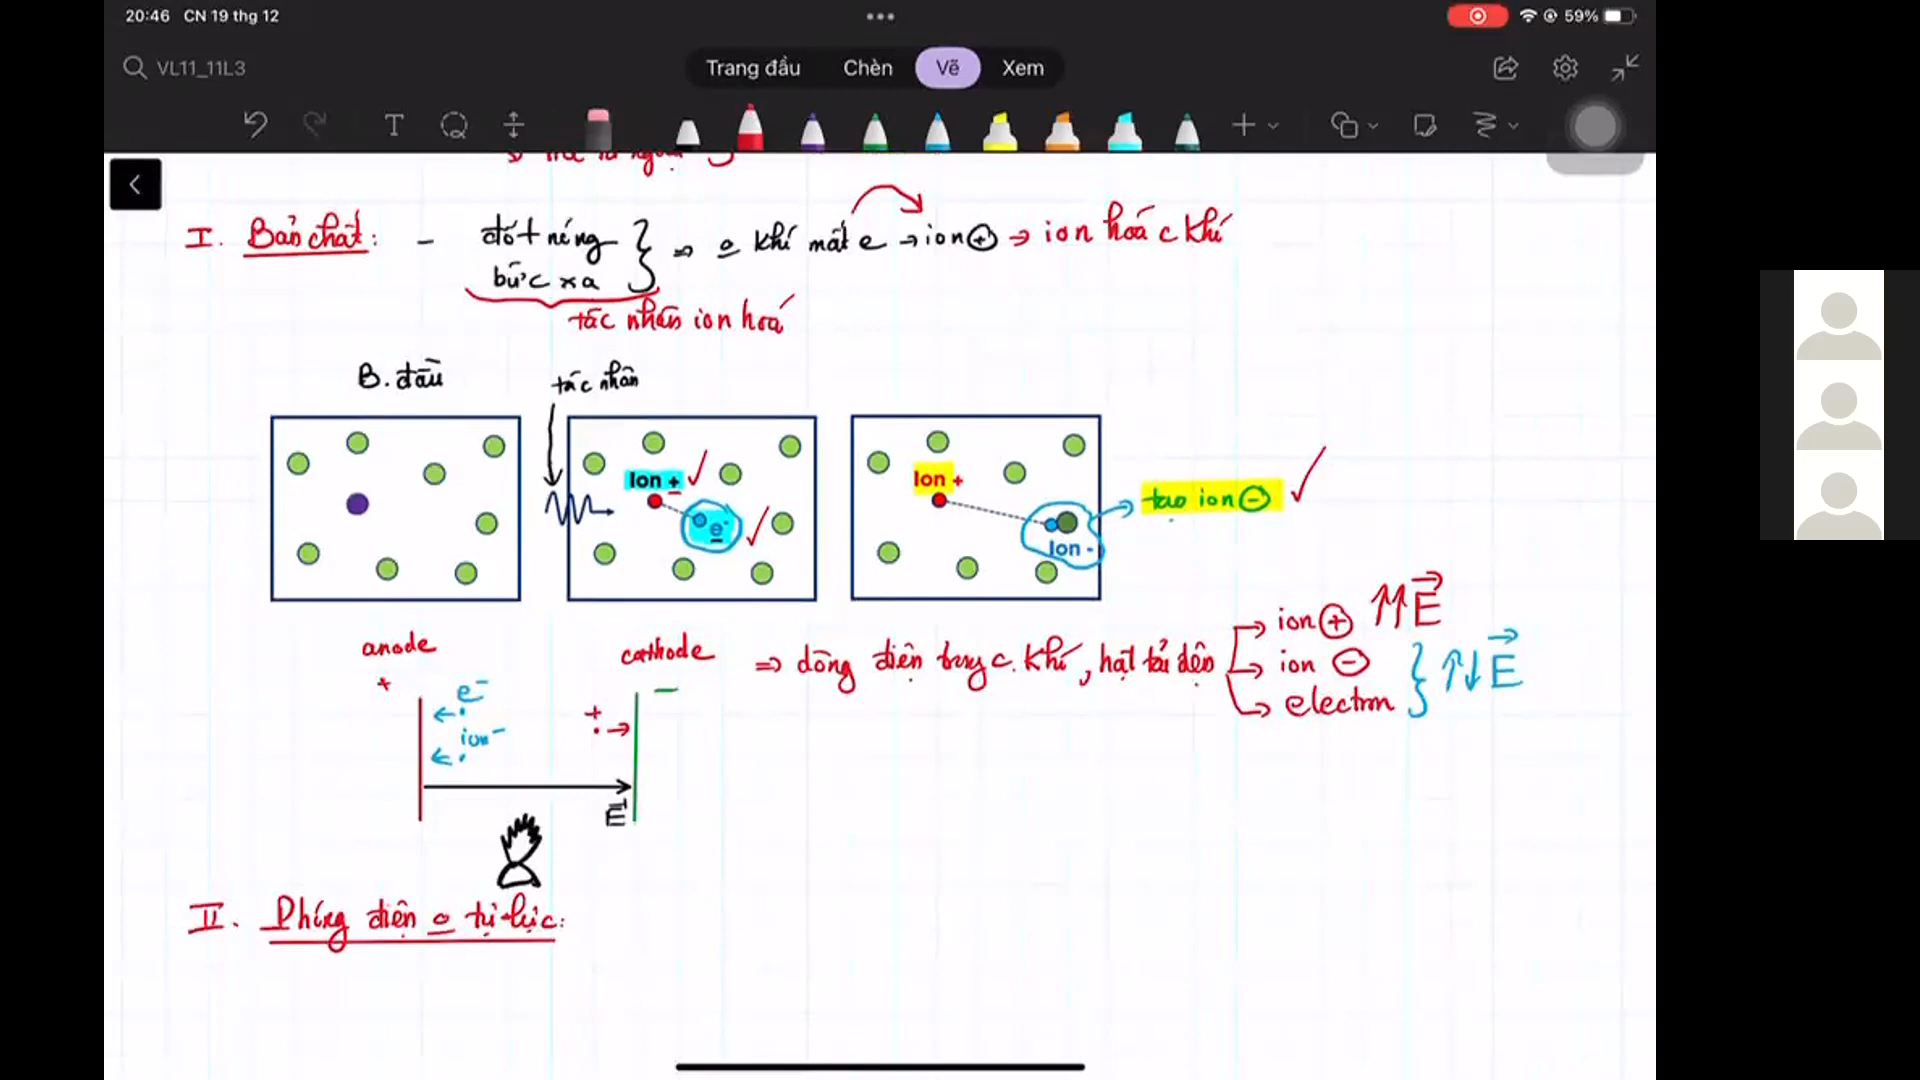 20:46 CN 19 thg 12
59%
VL11_11L3
Trang đầu Chèn Vẽ Xem
I. Bản chất: - đốt nóng
bức xạ
⇒ o khí mất e → ion ⊕ → ion hoá c khí
tác nhân ion hoá
B. đầu
tác nhân
Ion +
e-
Ion +
Ion -
tạo ion ⊖
anode
+
cathode
-
e-
ion-
+
E
⇒ dòng điện trong c. khí, hạt tải điện
ion ⊕ ↑↑ E
ion ⊖
electron
↑↓ E
II. Phóng điện o tự lực: